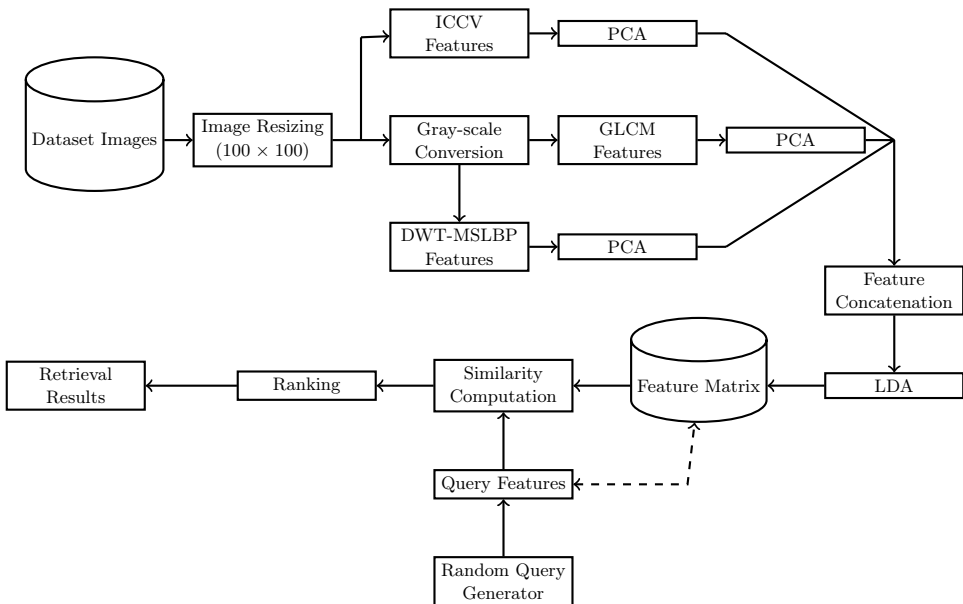 ICCV
Features
PCA
Dataset Images
Image Resizing
(100 × 100)
Gray-scale
Conversion
GLCM
Features
PCA
DWT-MSLBP
Features
PCA
Feature
Concatenation
Retrieval
Results
Ranking
Similarity
Computation
Feature Matrix
LDA
Query Features
Random Query
Generator